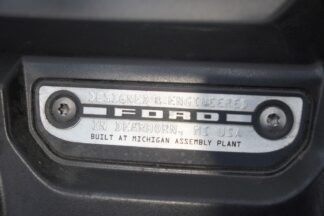 DESIGNED & ENGINEERED
FORD
IN DEARBORN, MI USA
BUILT AT MICHIGAN ASSEMBLY PLANT